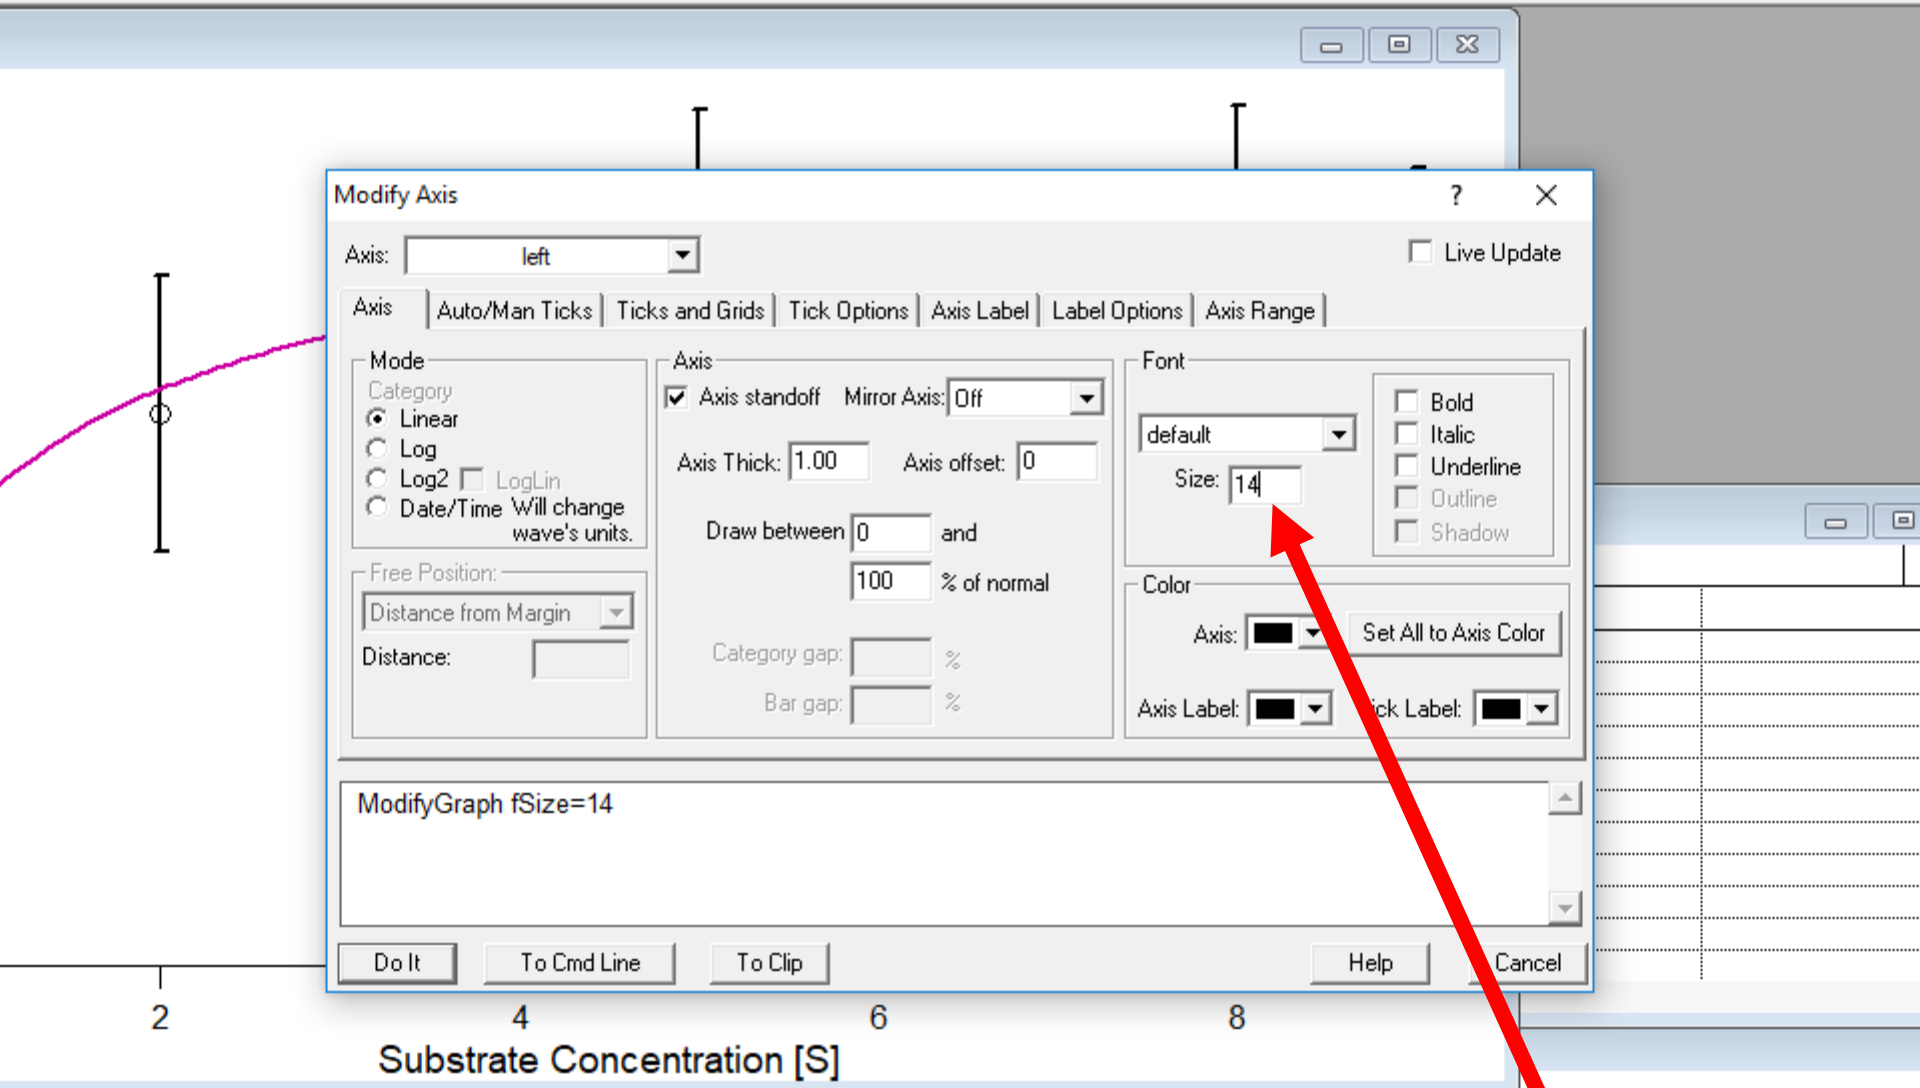 Modify Axis
?
Axis: left
Live Update
Axis Auto/Man Ticks Ticks and Grids Tick Options Axis Label Label Options Axis Range
Mode
Category
Linear
Log
Log2 LogLin
Date/Time Will change
wave's units.
Free Position:
Distance from Margin
Distance:
Axis
Axis standoff Mirror Axis: Off
Axis Thick: 1.00 Axis offset: 0
Draw between 0 and
100 % of normal
Category gap: %
Bar gap: %
Font
default
Size: 14
Bold
Italic
Underline
Outline
Shadow
Color
Axis: Set All to Axis Color
Axis Label: ick Label:
ModifyGraph fSize=14
Do It To Cmd Line To Clip Help Cancel
2 4 6 8
Substrate Concentration [S]